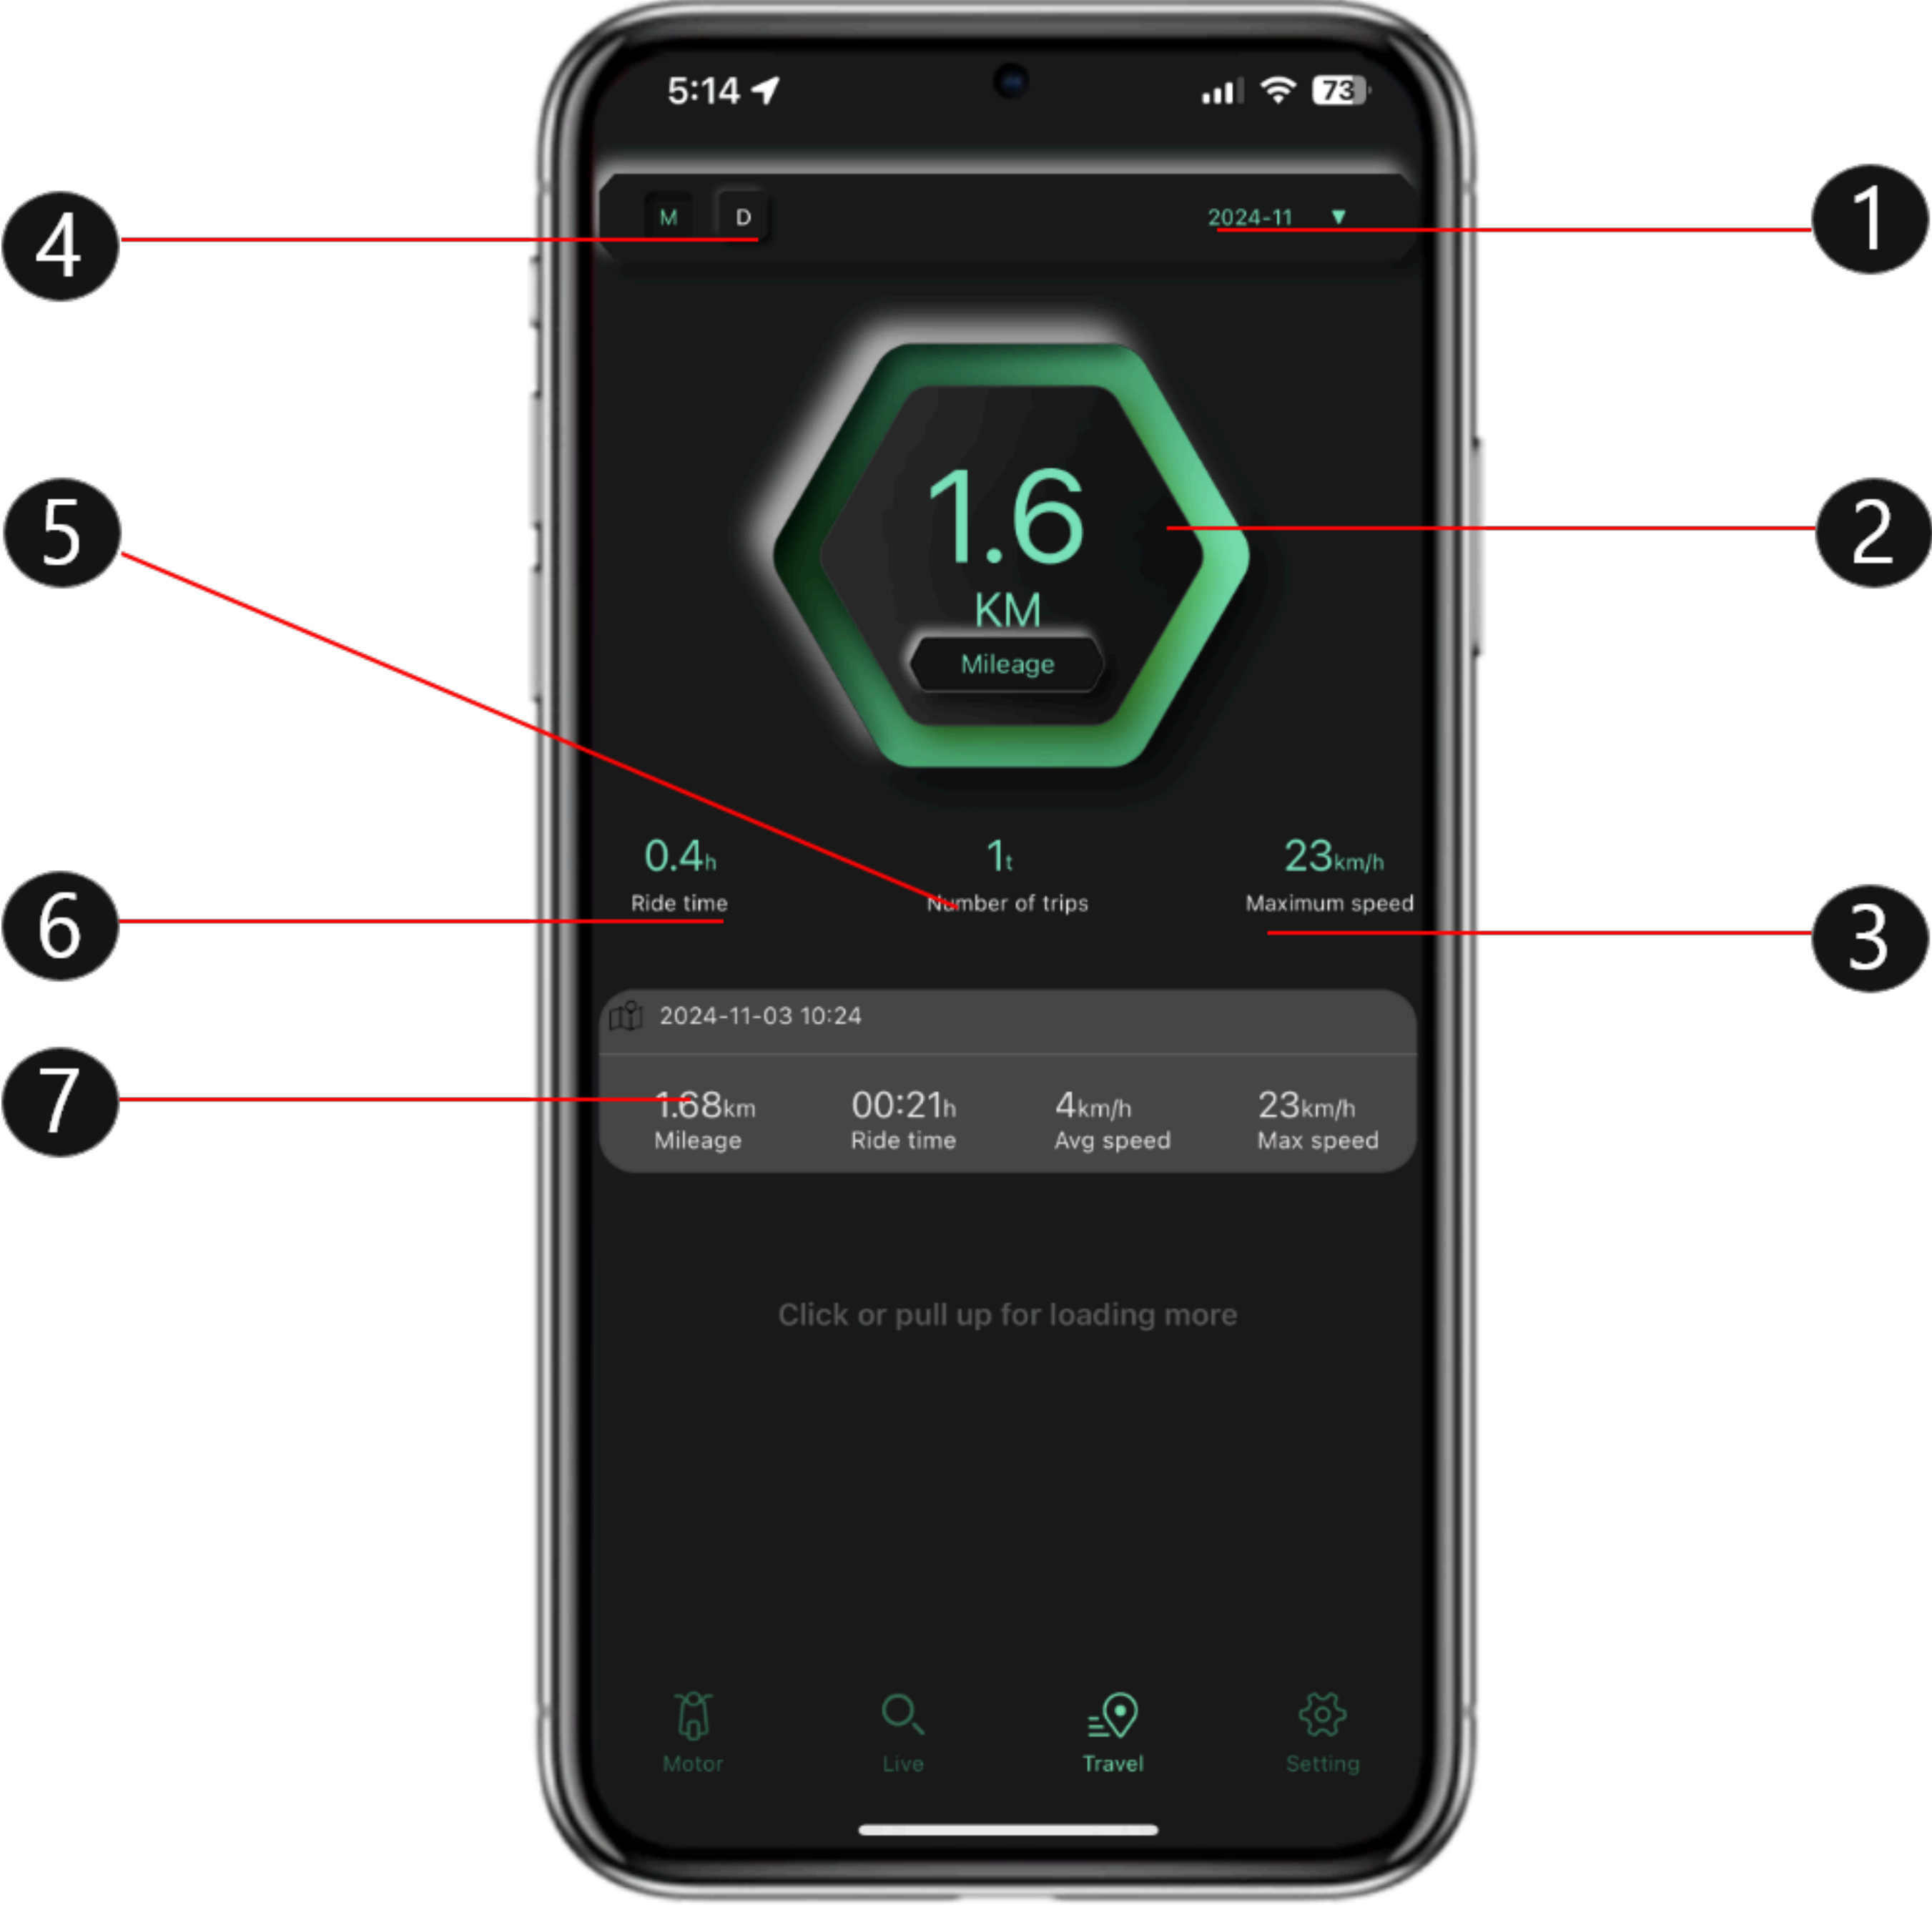 5:14 73
4
M D 2024-11 ▼
1
5
1.6
KM
Mileage
2
0.4h 1t 23km/h
Ride time Number of trips Maximum speed
6
3
2024-11-03 10:24
7
1.68km 00:21h 4km/h 23km/h
Mileage Ride time Avg speed Max speed
Click or pull up for loading more
Motor Live Travel Setting